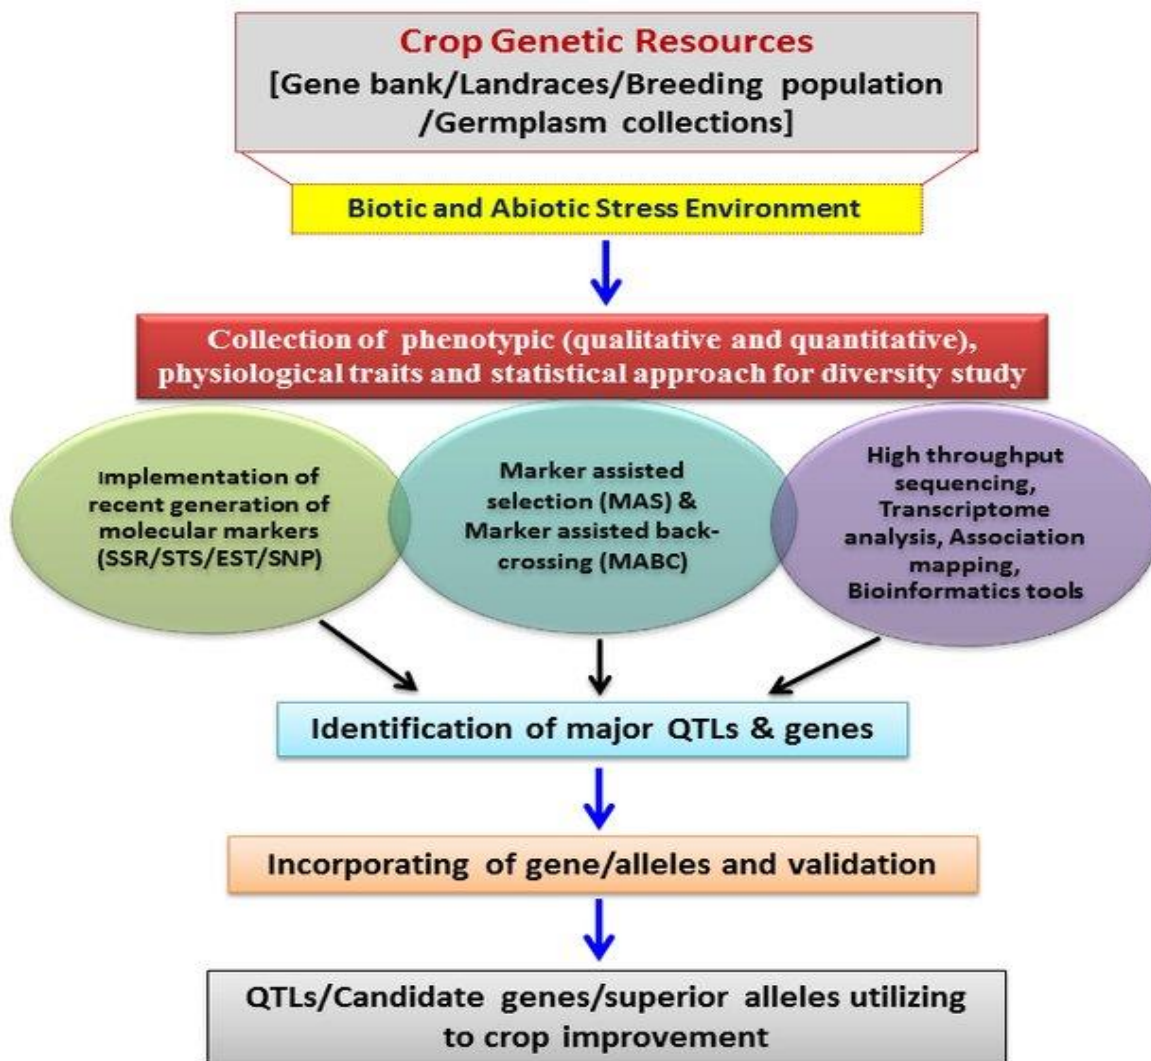 Crop Genetic Resources
[Gene bank/Landraces/Breeding population
/Germplasm collections]
Biotic and Abiotic Stress Environment
Collection of phenotypic (qualitative and quantitative),
physiological traits and statistical approach for diversity study
Implementation of
recent generation of
molecular markers
(SSR/STS/EST/SNP)
Marker assisted
selection (MAS) &
Marker assisted back-
crossing (MABC)
High throughput
sequencing,
Transcriptome
analysis, Association
mapping,
Bioinformatics tools
Identification of major QTLs & genes
Incorporating of gene/alleles and validation
QTLs/Candidate genes/superior alleles utilizing
to crop improvement